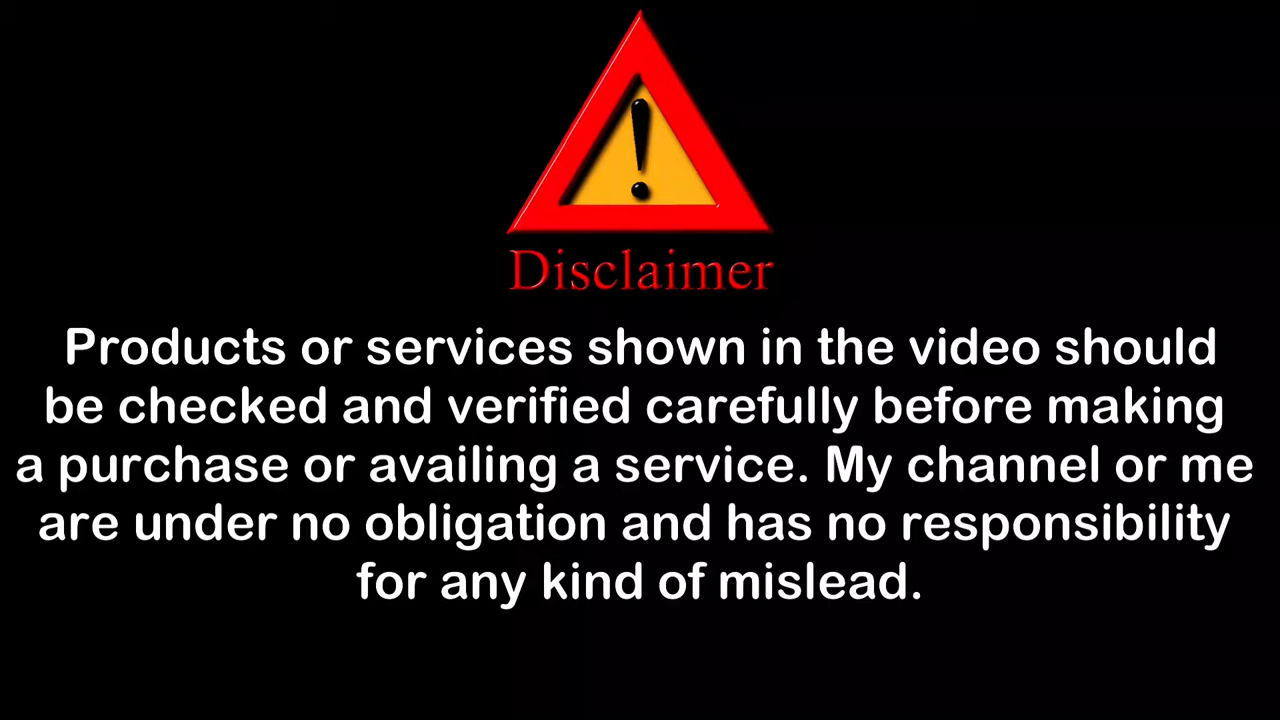 Disclaimer
Products or services shown in the video should
be checked and verified carefully before making
a purchase or availing a service. My channel or me
are under no obligation and has no responsibility
for any kind of mislead.